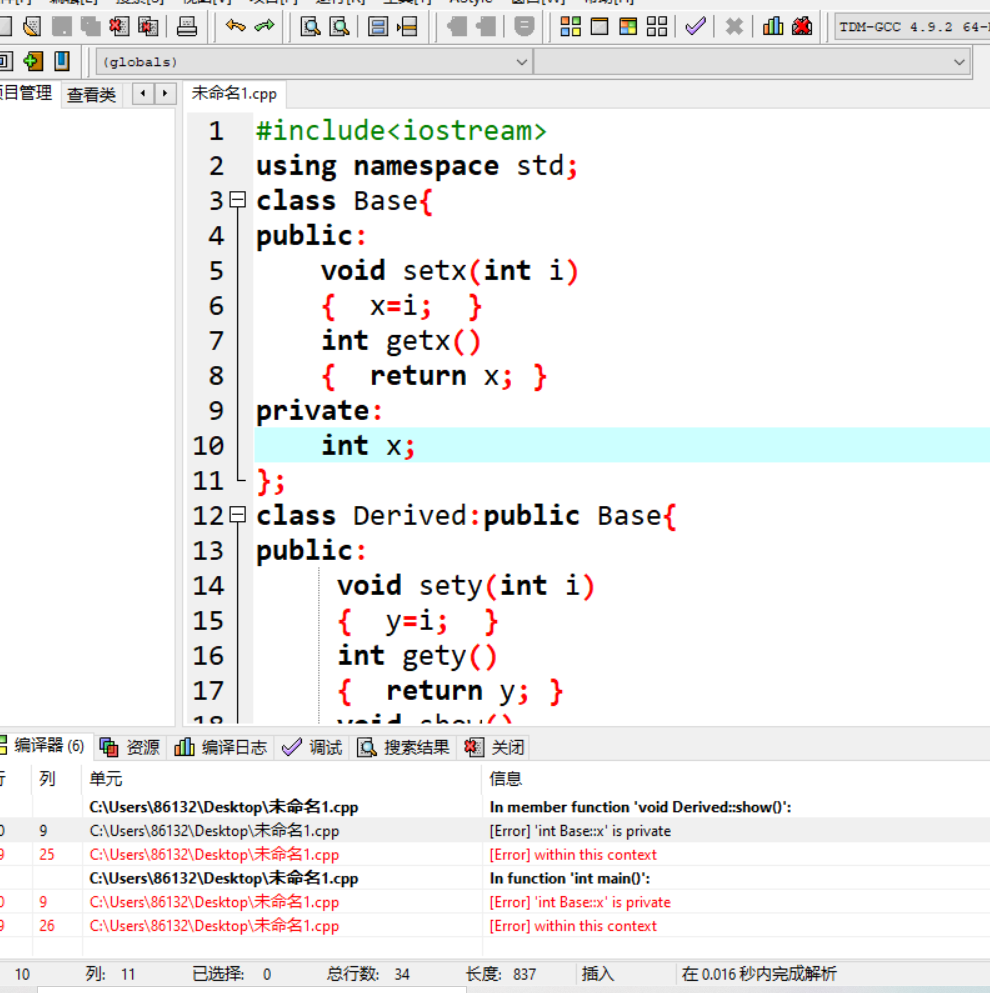 TDM-GCC 4.9.2 64-
(globals)
项目管理 查看类 未命名1.cpp
1 #include<iostream>
2 using namespace std;
3 class Base{
4 public:
5 void setx(int i)
6 { x=i; }
7 int getx()
8 { return x; }
9 private:
10 int x;
11 };
12 class Derived:public Base{
13 public:
14 void sety(int i)
15 { y=i; }
16 int gety()
17 { return y; }
18 void show()
编译器 (6) 资源 编译日志 调试 搜索结果 关闭
行 列 单元 信息
C:\Users\86132\Desktop\未命名1.cpp In member function 'void Derived::show()':
0 9 C:\Users\86132\Desktop\未命名1.cpp [Error] 'int Base::x' is private
9 25 C:\Users\86132\Desktop\未命名1.cpp [Error] within this context
C:\Users\86132\Desktop\未命名1.cpp In function 'int main()':
0 9 C:\Users\86132\Desktop\未命名1.cpp [Error] 'int Base::x' is private
9 26 C:\Users\86132\Desktop\未命名1.cpp [Error] within this context
10 列: 11 已选择: 0 总行数: 34 长度: 837 插入 在 0.016 秒内完成解析